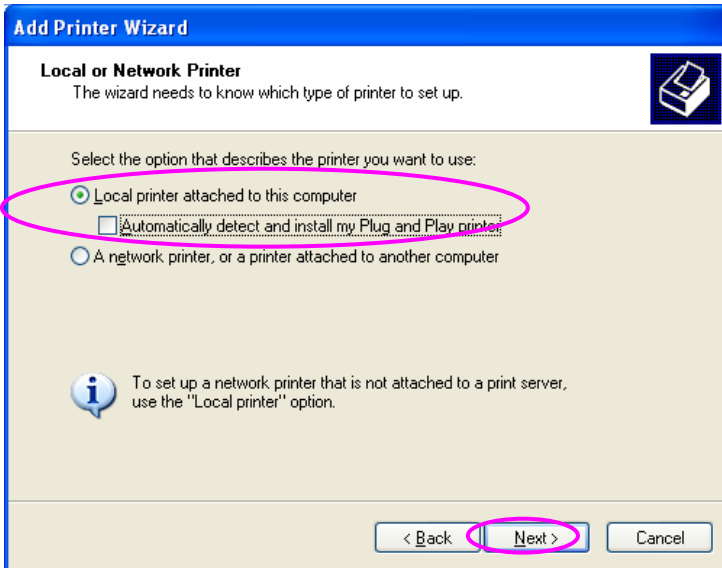 Add Printer Wizard
Local or Network Printer
The wizard needs to know which type of printer to set up.
Select the option that describes the printer you want to use:
Local printer attached to this computer
Automatically detect and install my Plug and Play printer
A network printer, or a printer attached to another computer
To set up a network printer that is not attached to a print server,
use the "Local printer" option.
< Back Next > Cancel